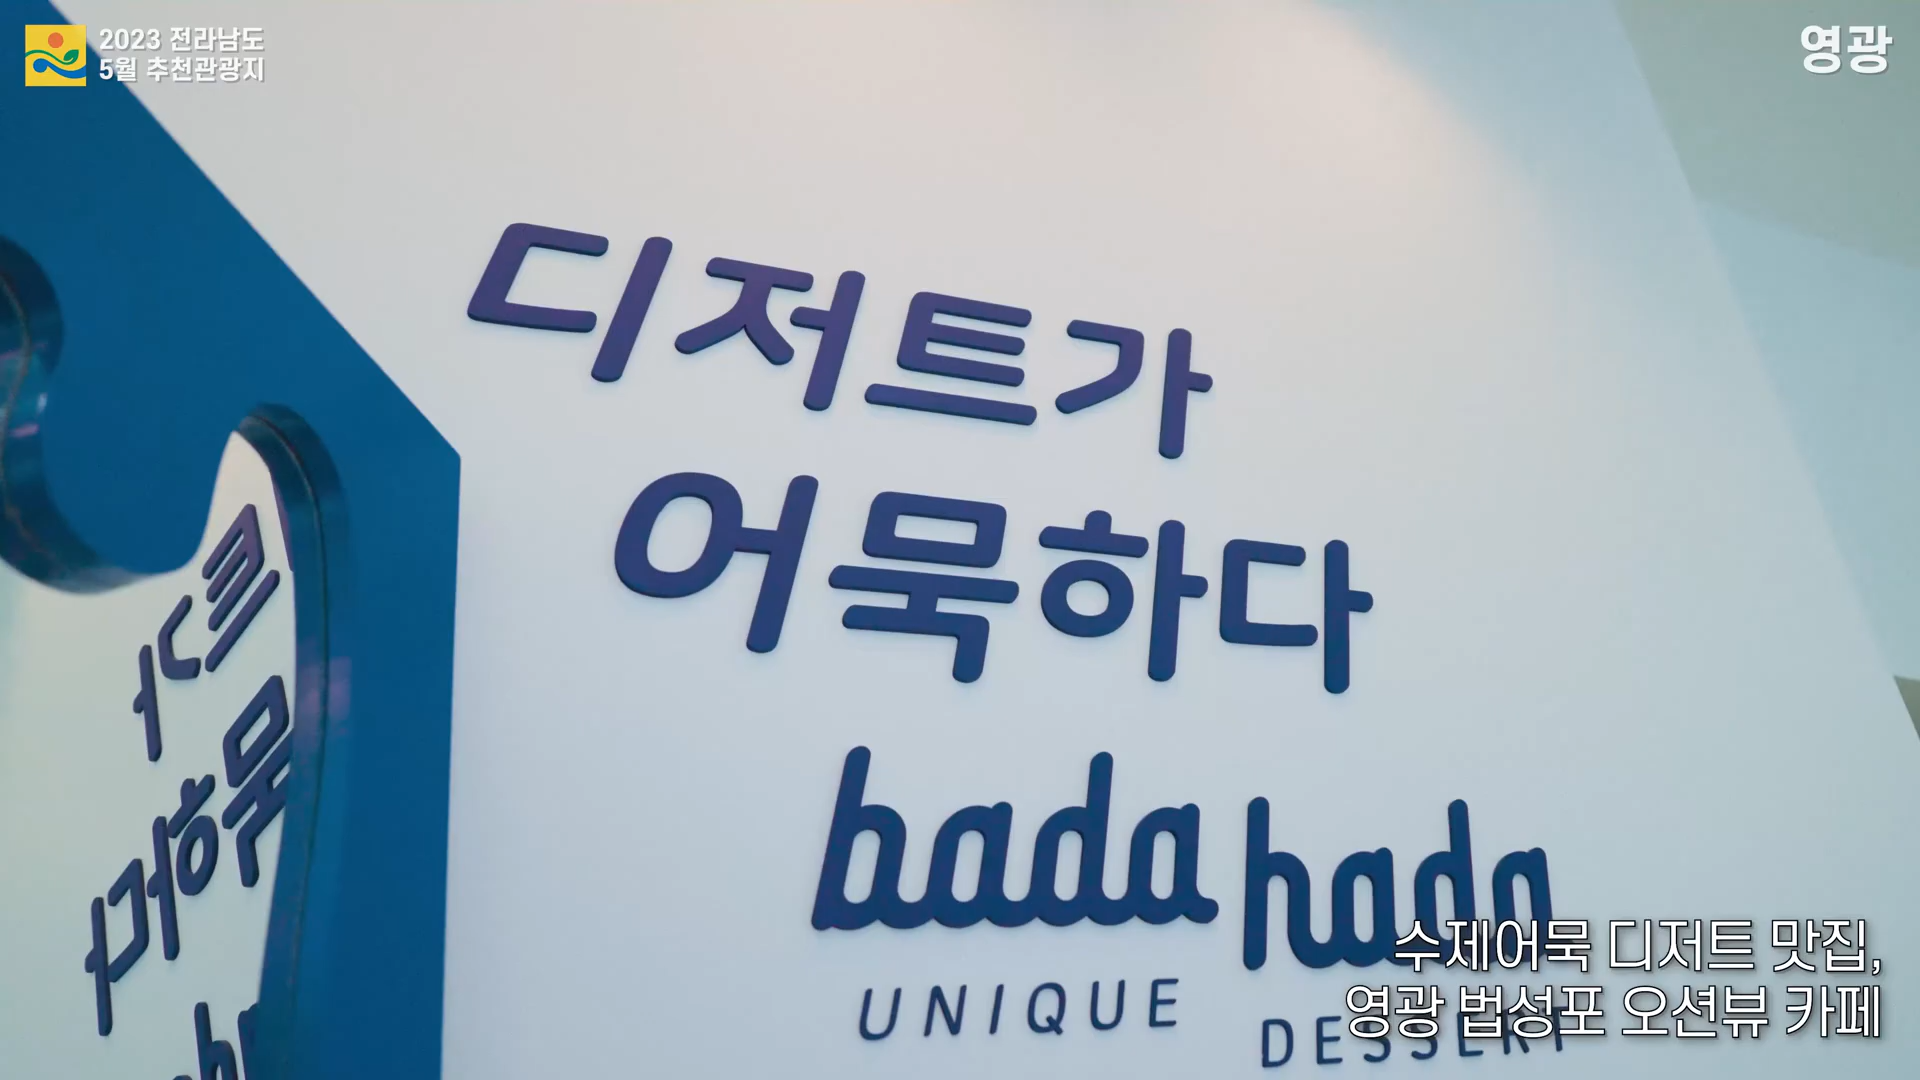 2023 전라남도
5월 추천관광지
영광
디저트가
어묵하다
bada hada
UNIQUE DESSERT
수제어묵 디저트 맛집,
영광 법성포 오션뷰 카페